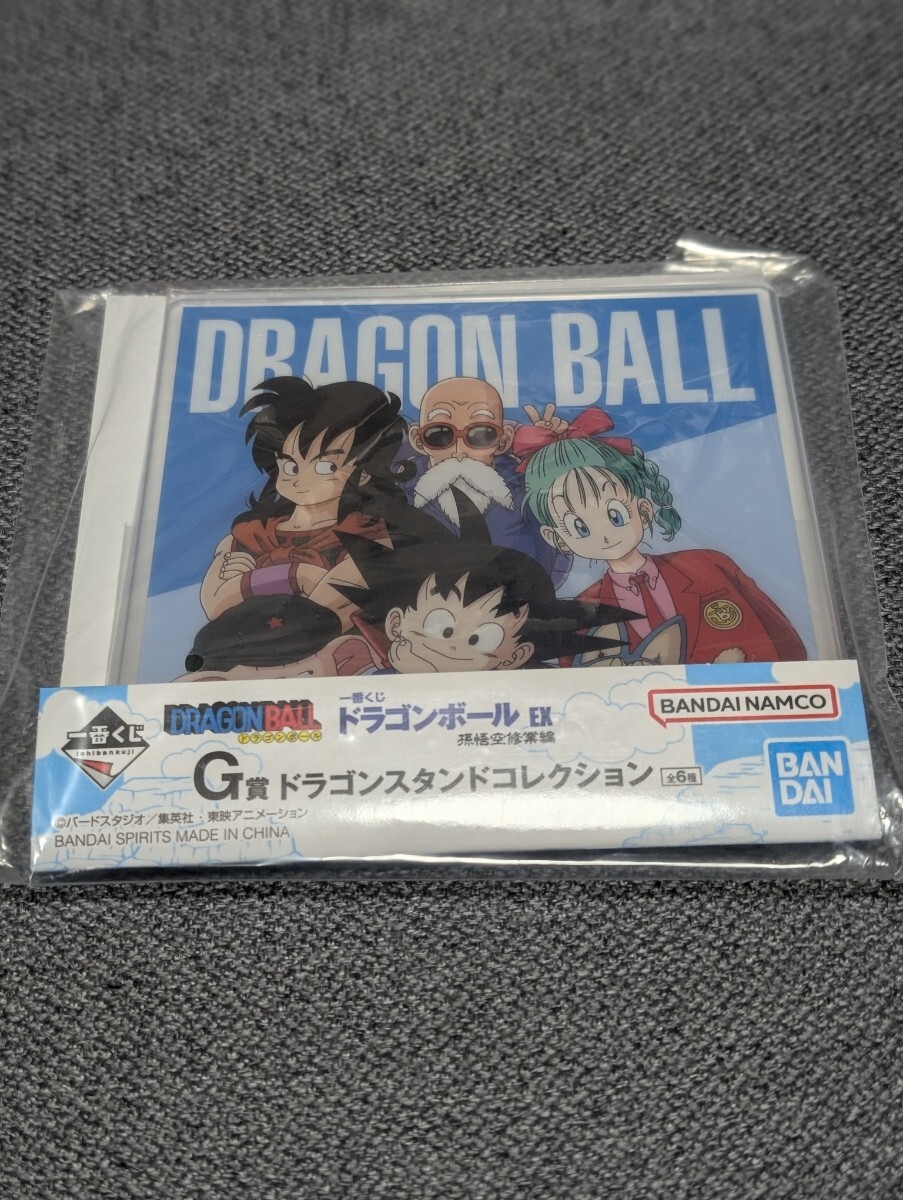 DRAGON BALL
一番くじ
ichibankuji
DRAGONBALL
ドラゴンボール
一番くじ
ドラゴンボール EX
孫悟空修業編
BANDAI NAMCO
G賞 ドラゴンスタンドコレクション 全6種
BAN
DAI
©バードスタジオ/集英社・東映アニメーション
BANDAI SPIRITS MADE IN CHINA